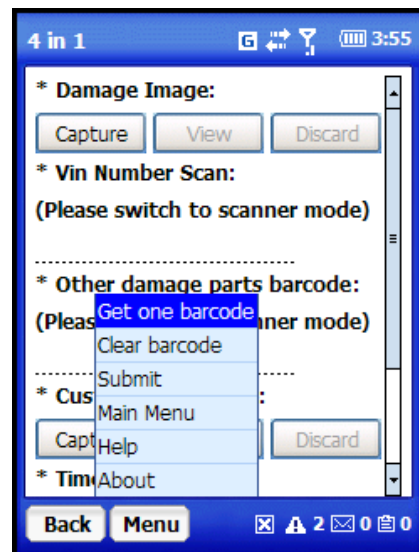 4 in 1 G 3:55
* Damage Image:
Capture View Discard
* Vin Number Scan:
(Please switch to scanner mode)
* Other damage parts barcode:
Get one barcode
(Pleas nner mode)
Clear barcode
Submit
* Cus :
Main Menu
Capt Discard
Help
* Time
About
Back Menu 2 0 0